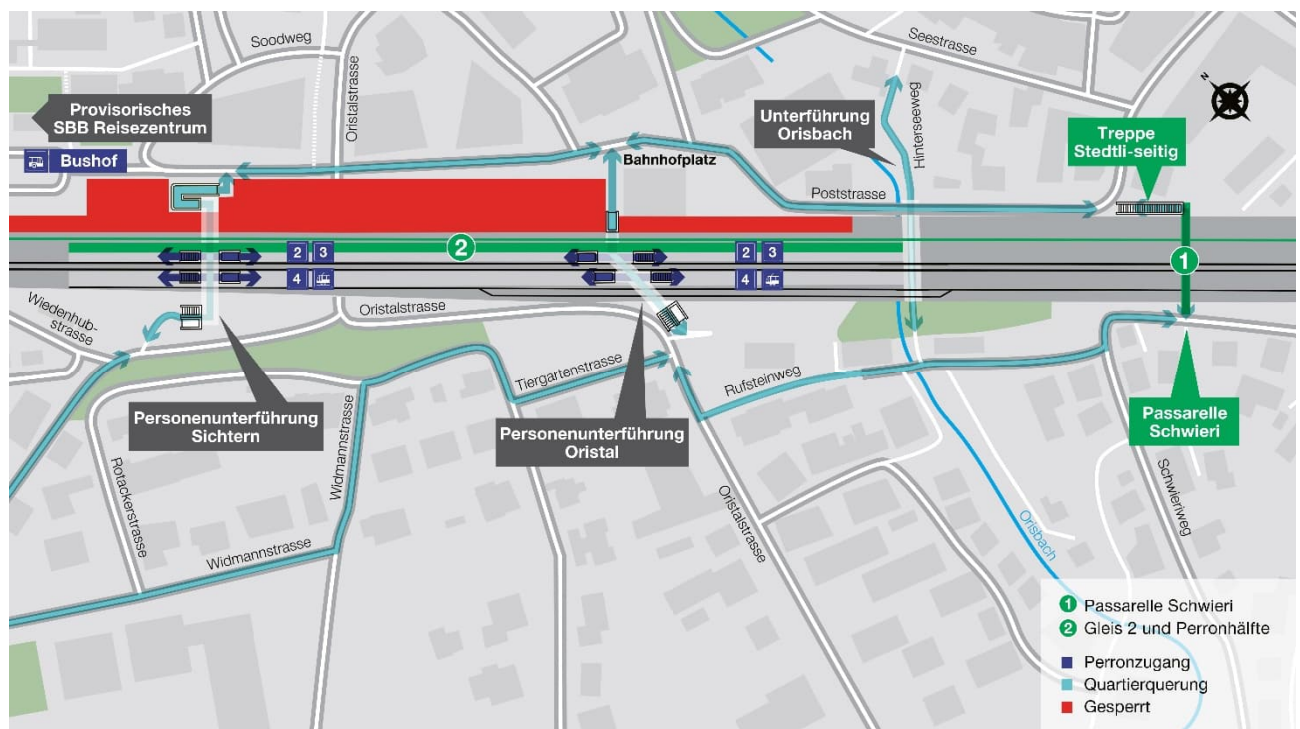 Soodweg
Oristalstrasse
Seestrasse
N
Provisorisches
SBB Reisezentrum
Bushof
Unterführung
Orisbach
Hinterseeweg
Treppe
Stedtli-seitig
Bahnhofplatz
Poststrasse
2 3
2
2 3
1
4
4
Wiedenhub-
strasse
Oristalstrasse
Tiergartenstrasse
Rufsteinweg
Personenunterführung
Sichtern
Personenunterführung
Oristal
Passarelle
Schwieri
Rotackerstrasse
Widmannstrasse
Widmannstrasse
Oristalstrasse
Orisbach
Schwieriweg
1 Passarelle Schwieri
2 Gleis 2 und Perronhälfte
Perronzugang
Quartierquerung
Gesperrt